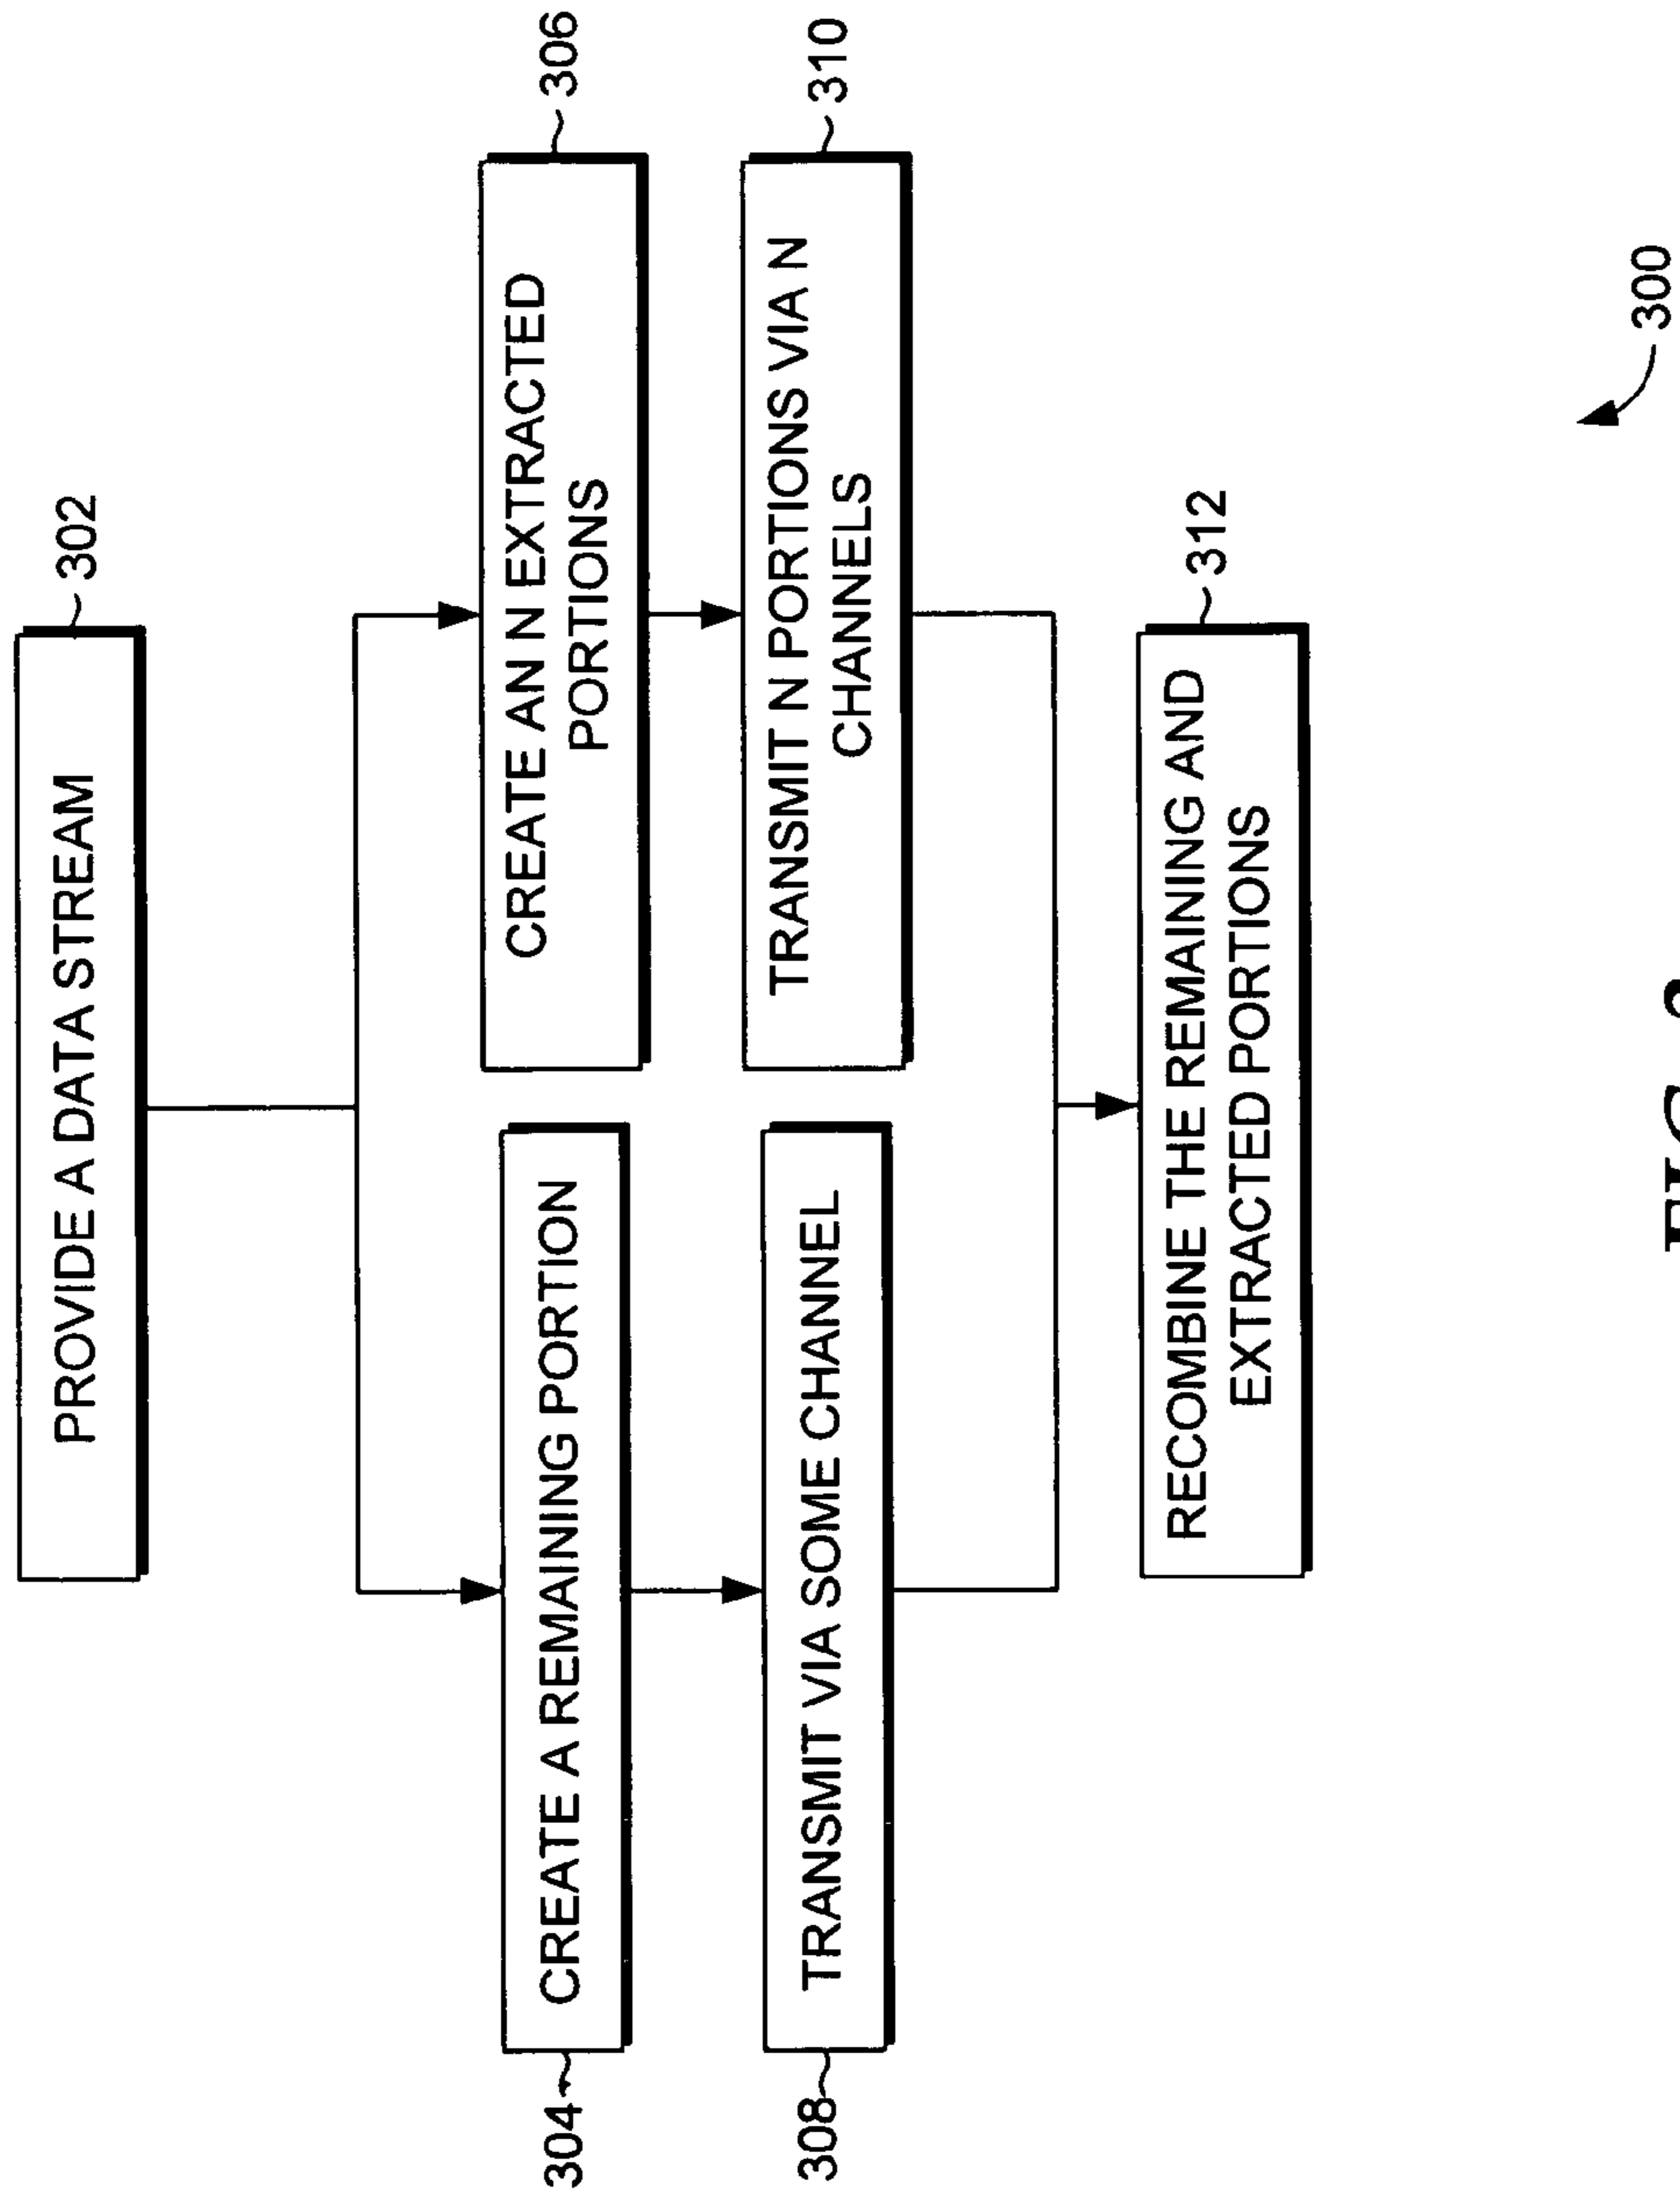 PROVIDE A DATA STREAM
302
CREATE A REMAINING PORTION
304
CREATE AN N EXTRACTED
PORTIONS
306
TRANSMIT VIA SOME CHANNEL
308
TRANSMIT N PORTIONS VIA N
CHANNELS
310
RECOMBINE THE REMAINING AND
EXTRACTED PORTIONS
312
300